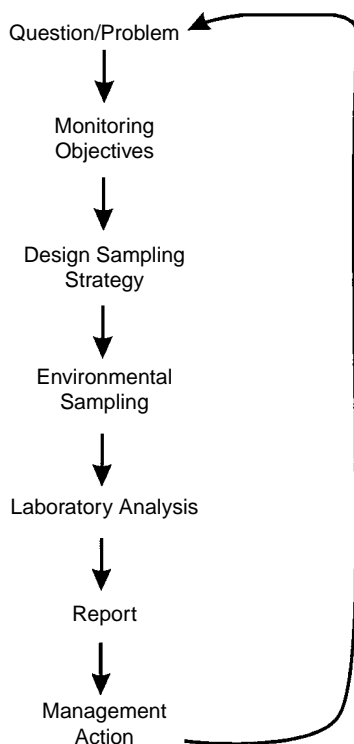 Question/Problem
Monitoring
Objectives
Design Sampling
Strategy
Environmental
Sampling
Laboratory Analysis
Report
Management
Action